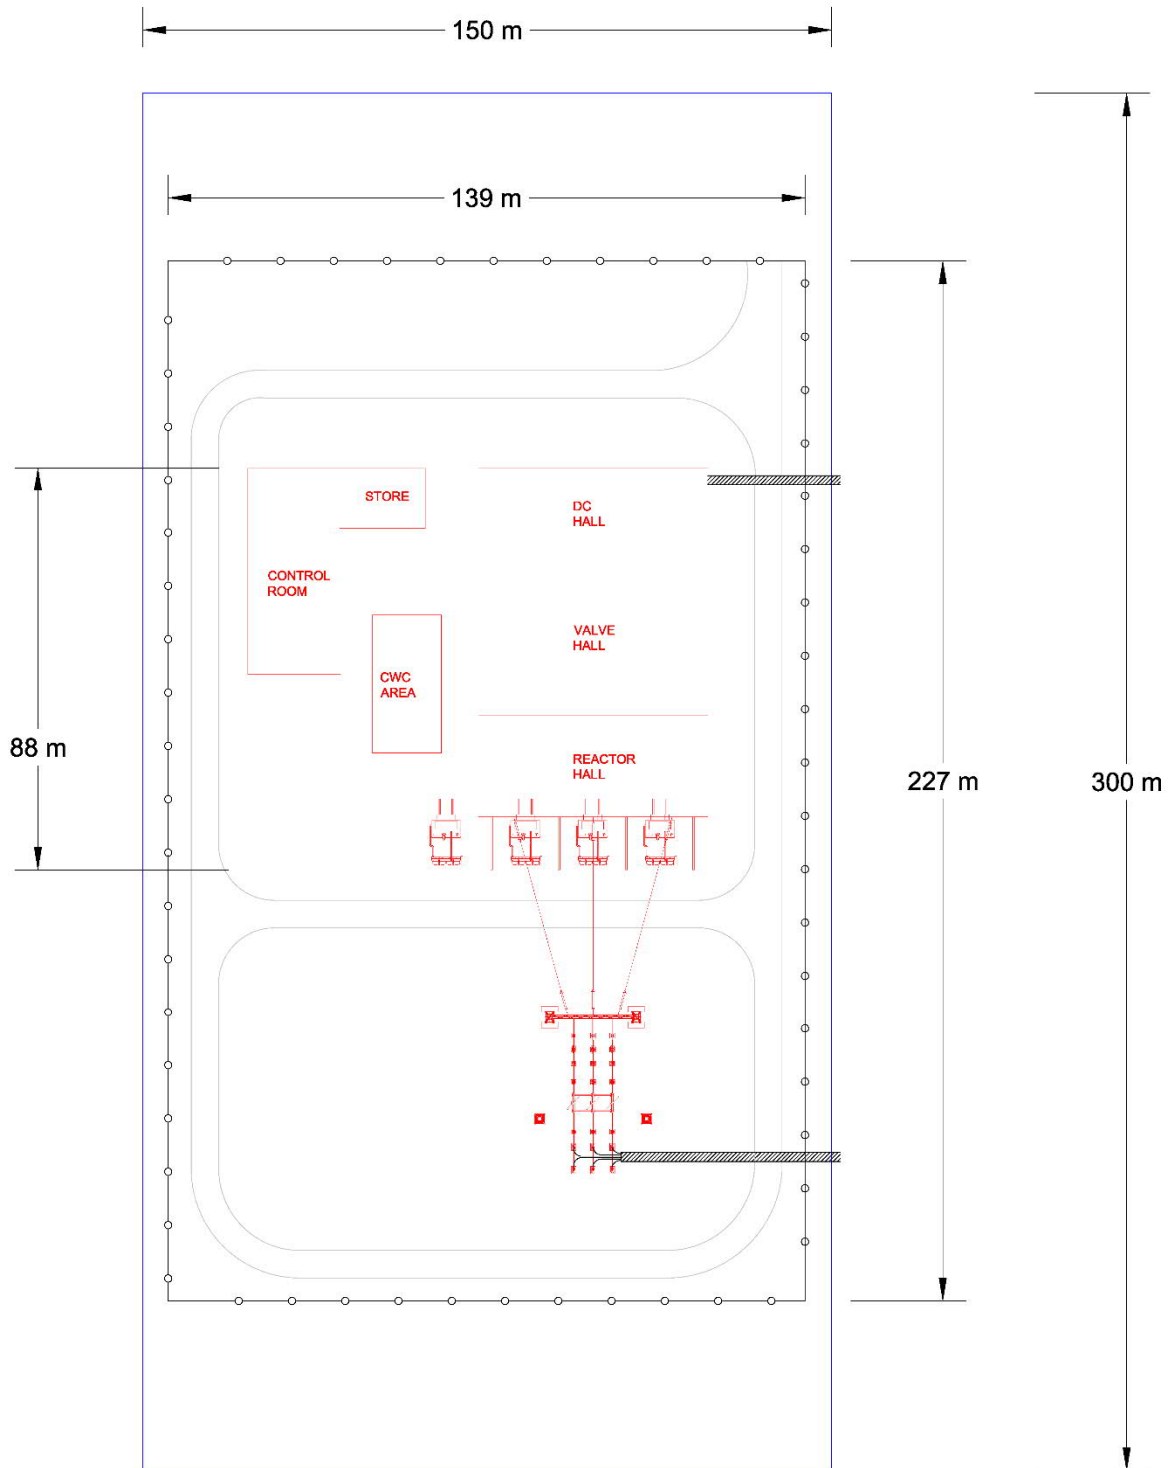 150 m
139 m
STORE
DC
HALL
CONTROL
ROOM
VALVE
HALL
CWC
AREA
88 m
REACTOR
HALL
227 m
300 m